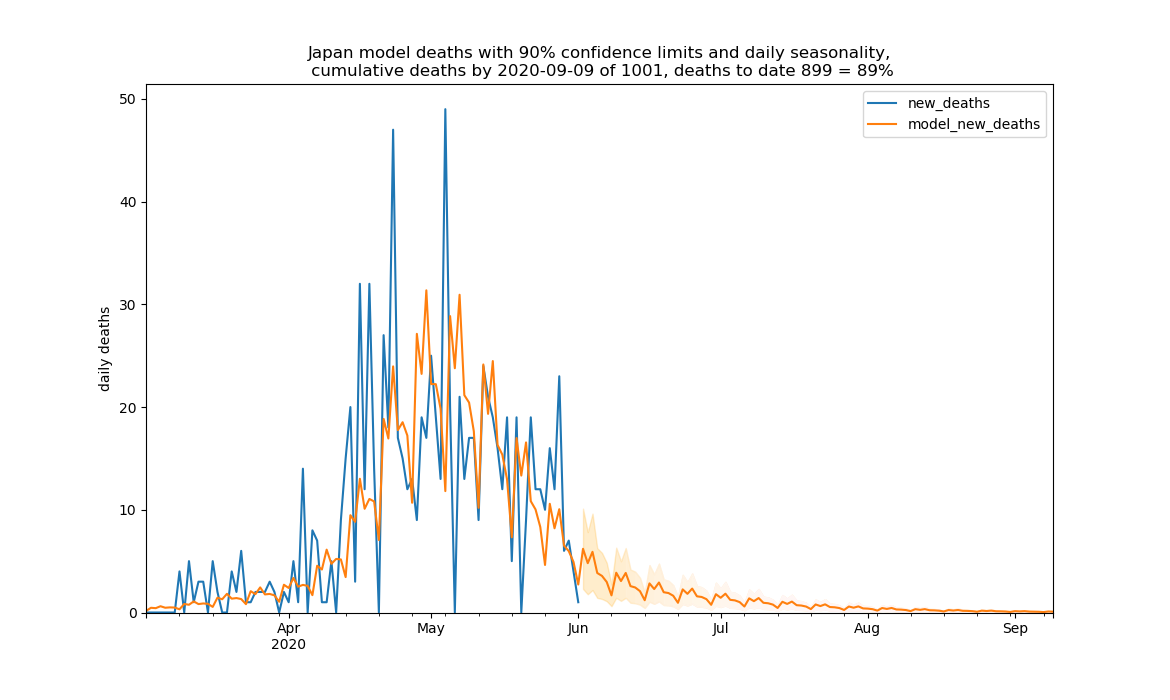 Japan model deaths with 90% confidence limits and daily seasonality,
cumulative deaths by 2020-09-09 of 1001, deaths to date 899 = 89%
new_deaths
model_new_deaths
daily deaths
50
40
30
20
10
0
Apr
2020
May
Jun
Jul
Aug
Sep